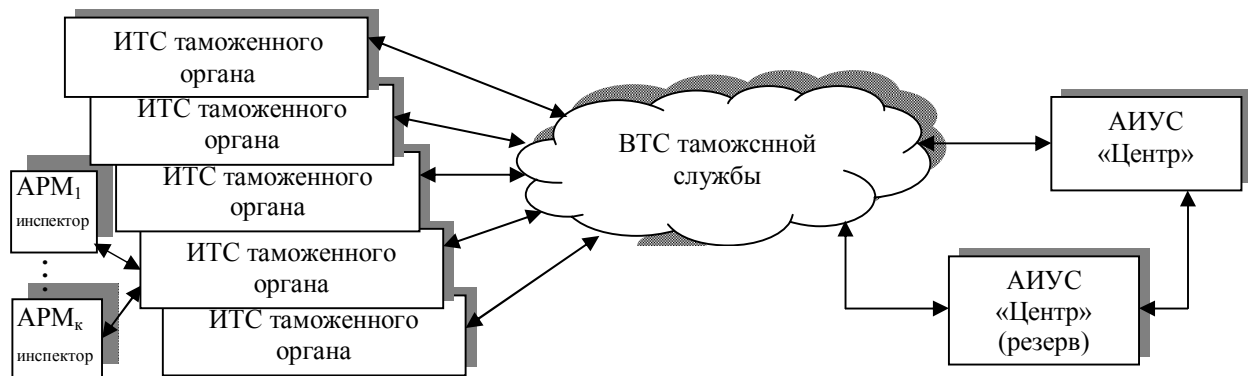 ИТС таможенного
органа
ИТС таможенного
органа
ИТС таможенного
органа
ИТС таможенного
органа
ИТС таможенного
органа
АРМ1
инспектор
АРМк
инспектор
ВТС таможснной
службы
АИУС
«Центр»
АИУС
«Центр»
(резерв)